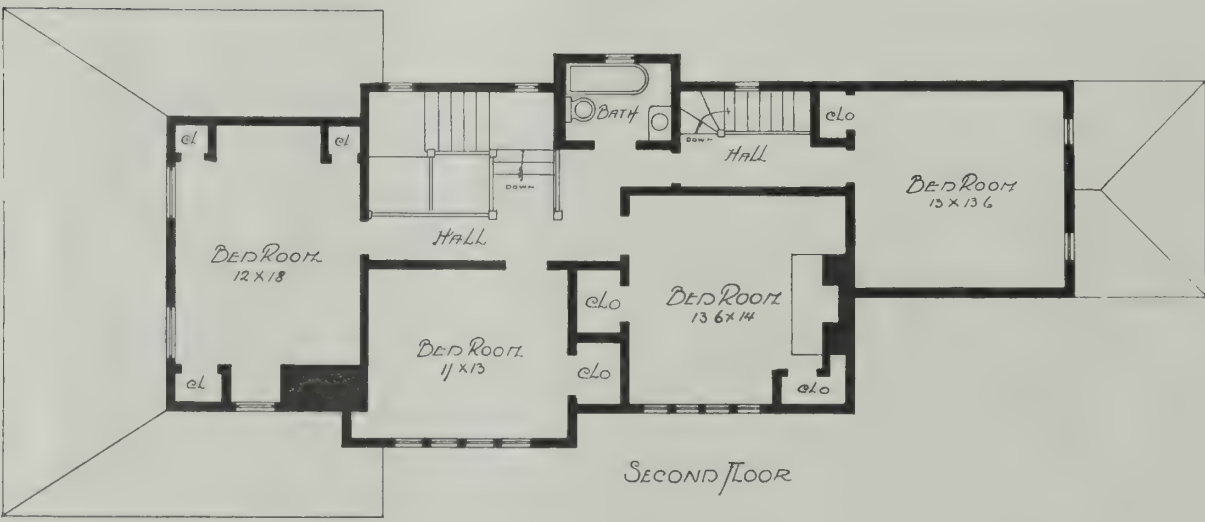 BATH
CLO
DOWN
HALL
CL
CL
BED ROOM
13 X 13 6
DOWN
HALL
BED ROOM
12 X 18
BED ROOM
13 6 X 14
CLO
BED ROOM
11 X 13
CLO
CL
CLO
SECOND FLOOR